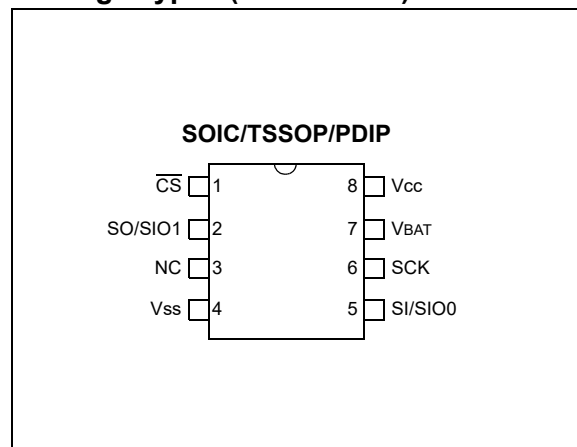 SOIC/TSSOP/PDIP
CS 1 8 Vcc
SO/SIO1 2 7 VBAT
NC 3 6 SCK
Vss 4 5 SI/SIO0